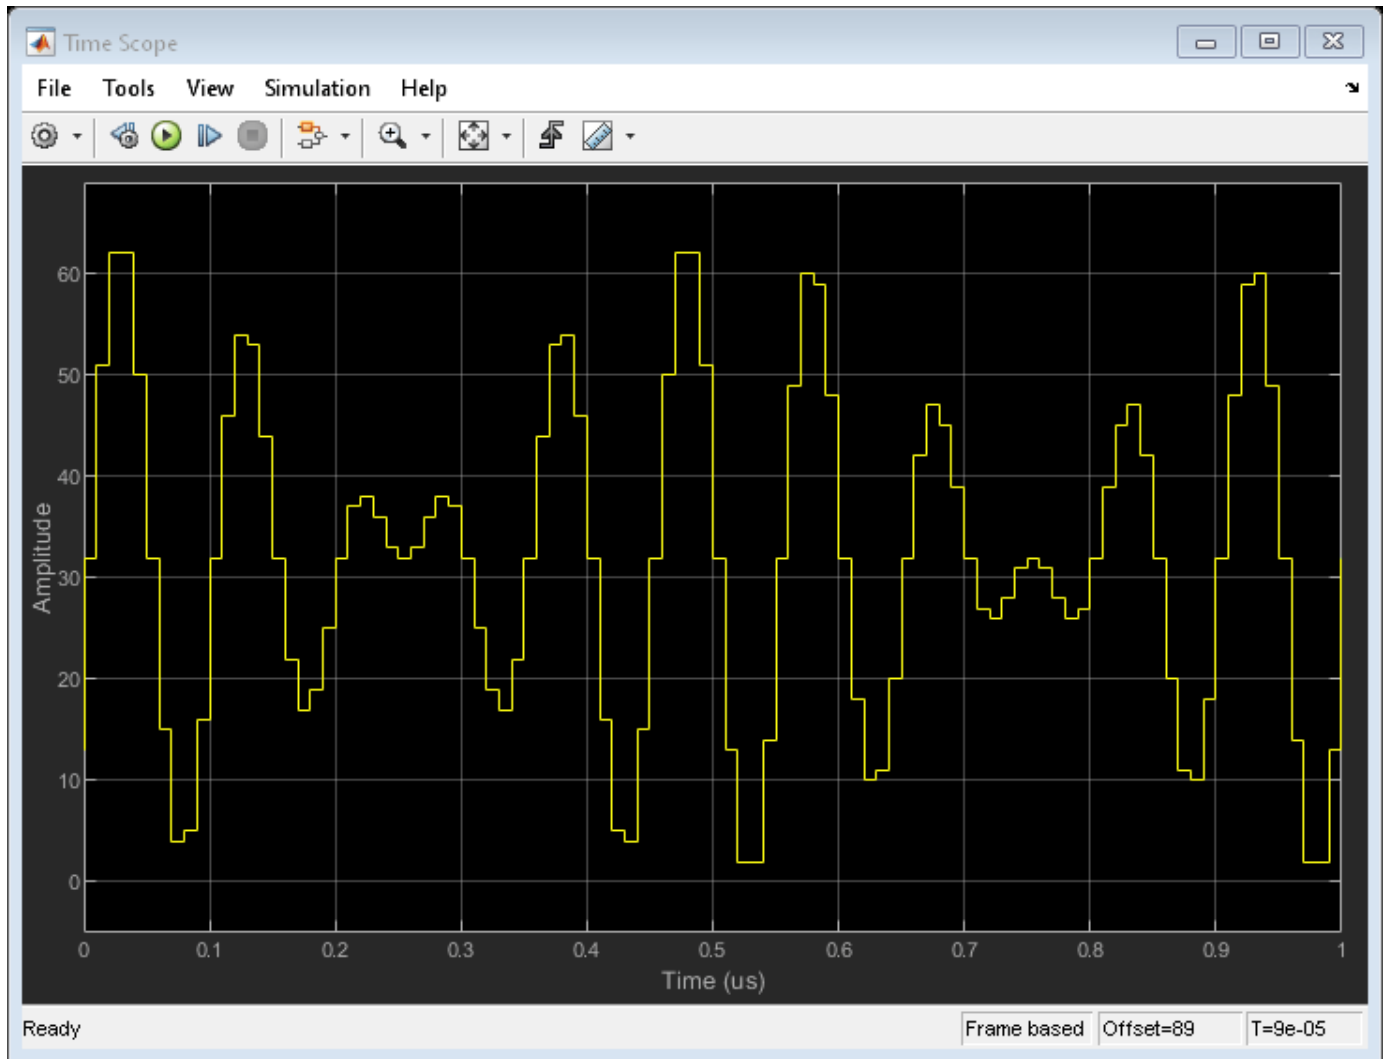 Time Scope
File Tools View Simulation Help
60
50
40
30
20
10
0
Amplitude
0 0.1 0.2 0.3 0.4 0.5 0.6 0.7 0.8 0.9 1
Time (us)
Ready Frame based Offset=89 T=9e-05